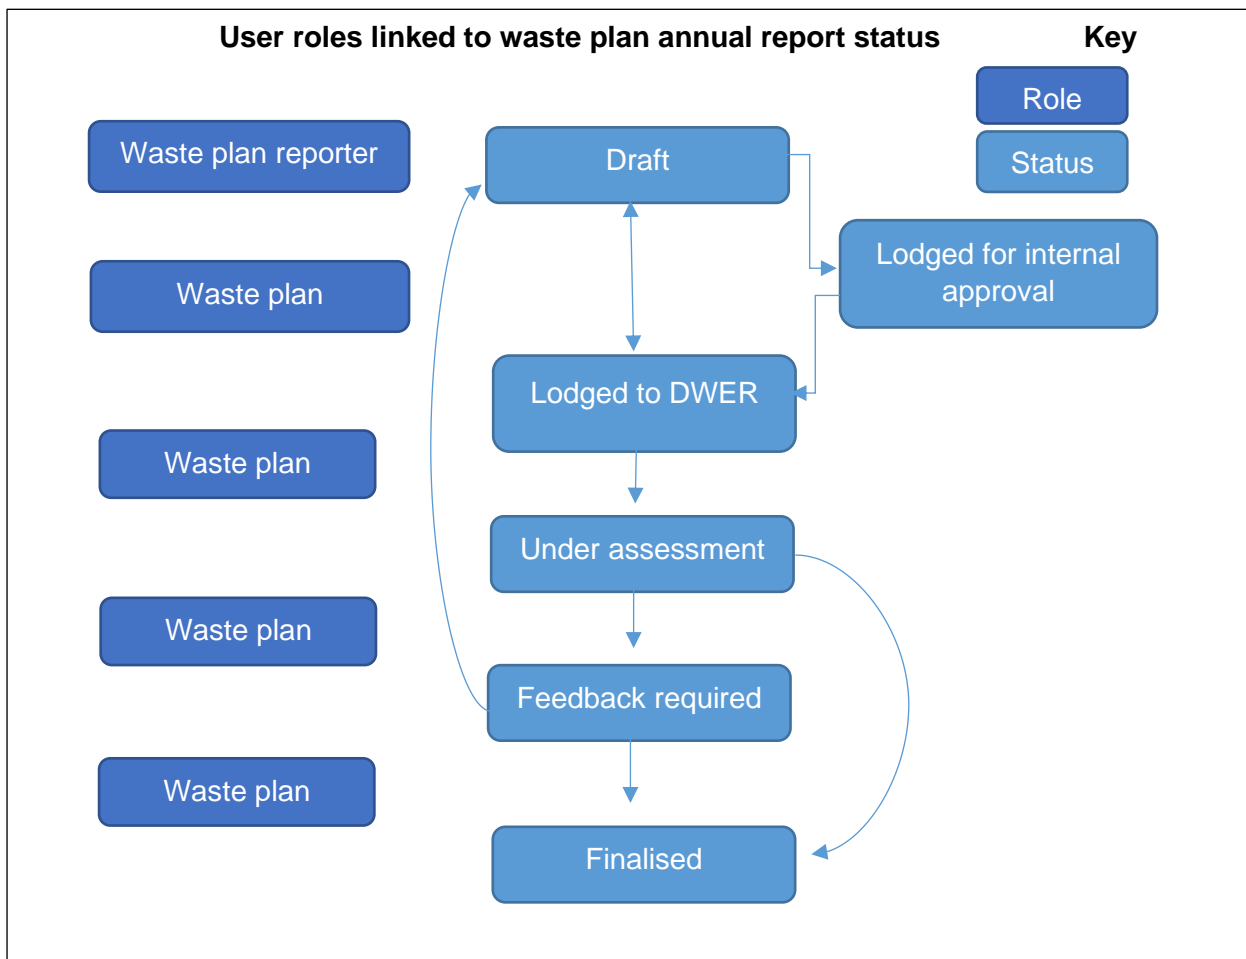 User roles linked to waste plan annual report status
Key
Role
Status
Waste plan reporter
Draft
Lodged for internal
approval
Waste plan
Lodged to DWER
Waste plan
Under assessment
Waste plan
Feedback required
Waste plan
Finalised